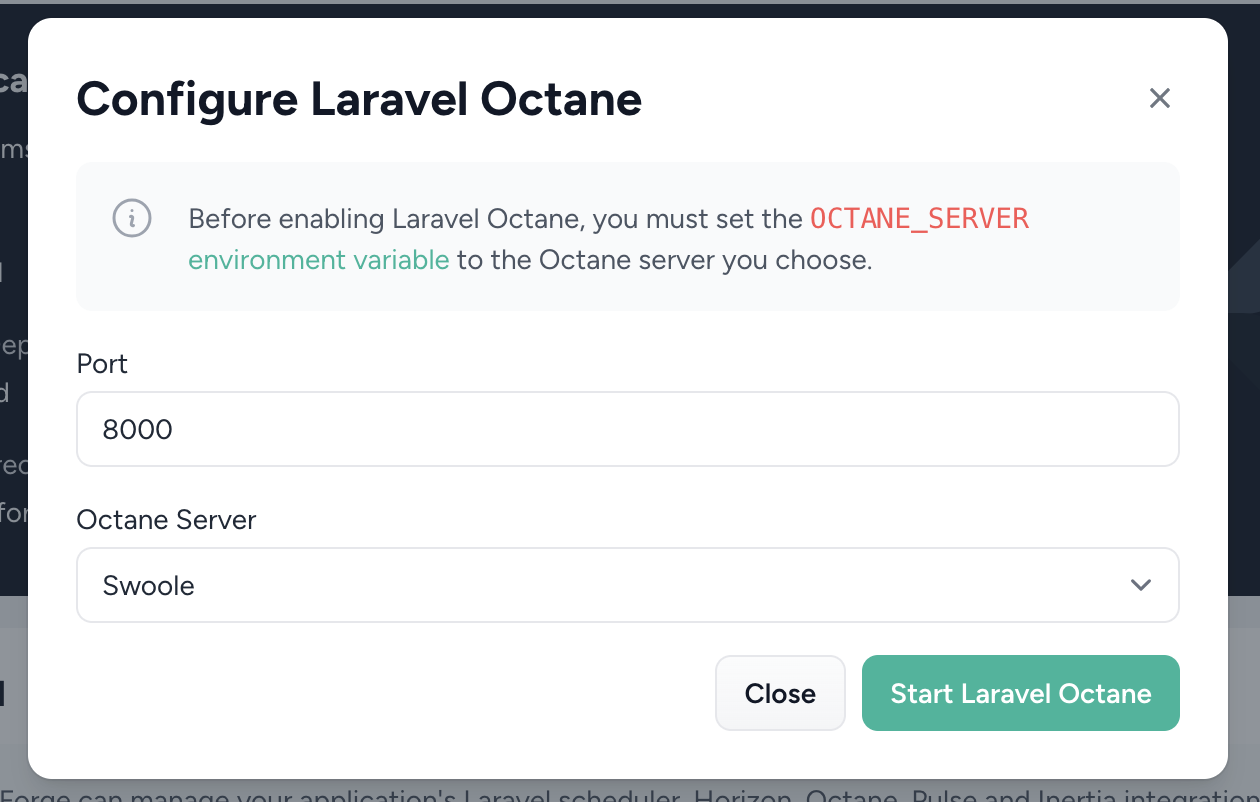 Configure Laravel Octane
Before enabling Laravel Octane, you must set the OCTANE_SERVER
environment variable to the Octane server you choose.
Port
8000
Octane Server
Swoole
Close
Start Laravel Octane
Forge can manage your application's Laravel scheduler, Horizon, Octane, Pulse and Inertia integration